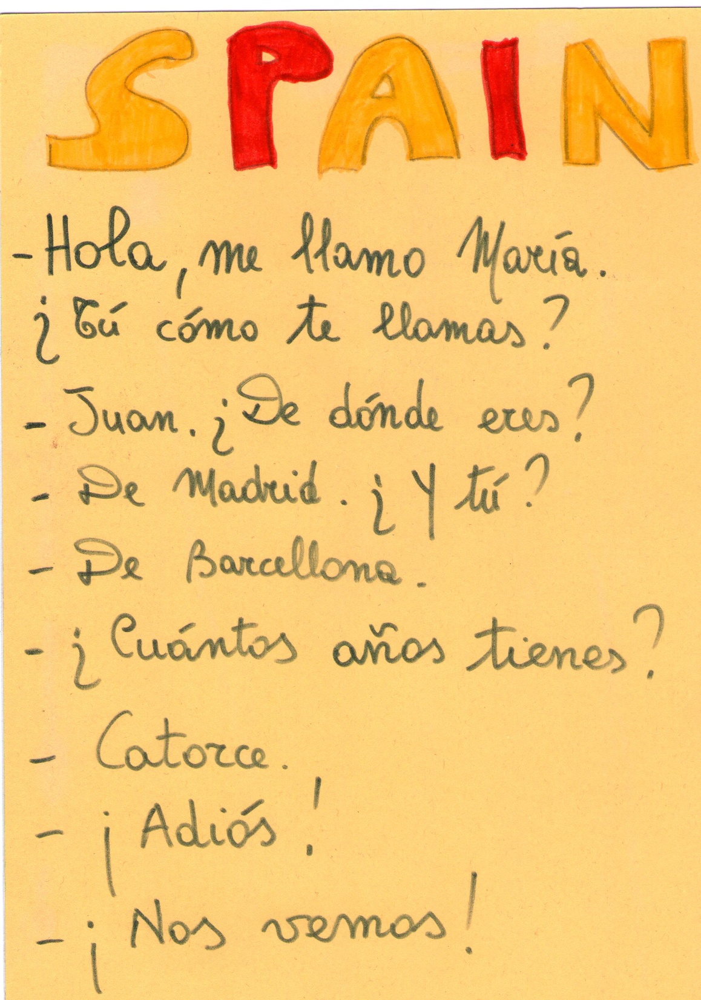 SPAIN
- Hola, me llamo María.
¿Tú cómo te llamas?
- Juan. ¿De dónde eres?
- De Madrid. ¿Y tú?
- De Barcellona.
- ¿Cuántos años tienes?
- Catorce.
- ¡Adiós!
- ¡Nos vemos!